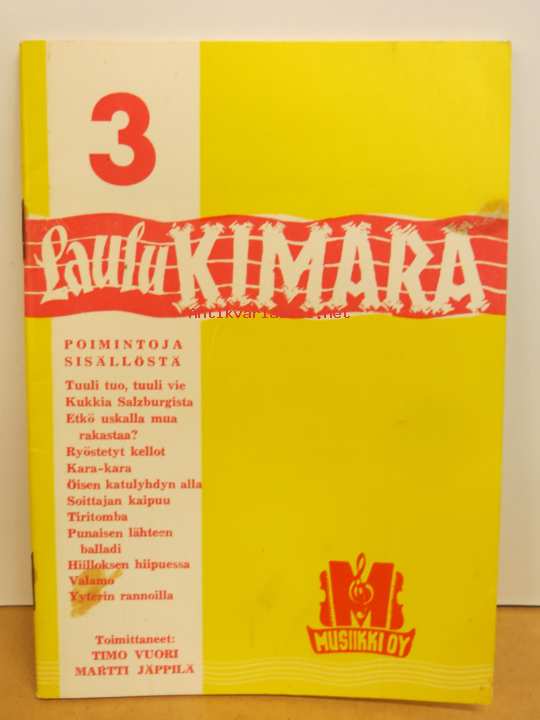 3
Laulu KIMARA
antikvariaatti.net
POIMINTOJA
SISÄLLÖSTÄ
Tuuli tuo, tuuli vie
Kukkia Salzburgista
Etkö uskalla mua
rakastaa?
Ryöstetyt kellot
Kara-kara
Öisen katulyhdyn alla
Soittajan kaipuu
Tiritomba
Punaisen lähteen
balladi
Hiilloksen hiipuessa
Valamo
Yyterin rannoilla
Toimittaneet:
TIMO VUORI
MARTTI JÄPPILÄ
M
MUSIIKKI OY